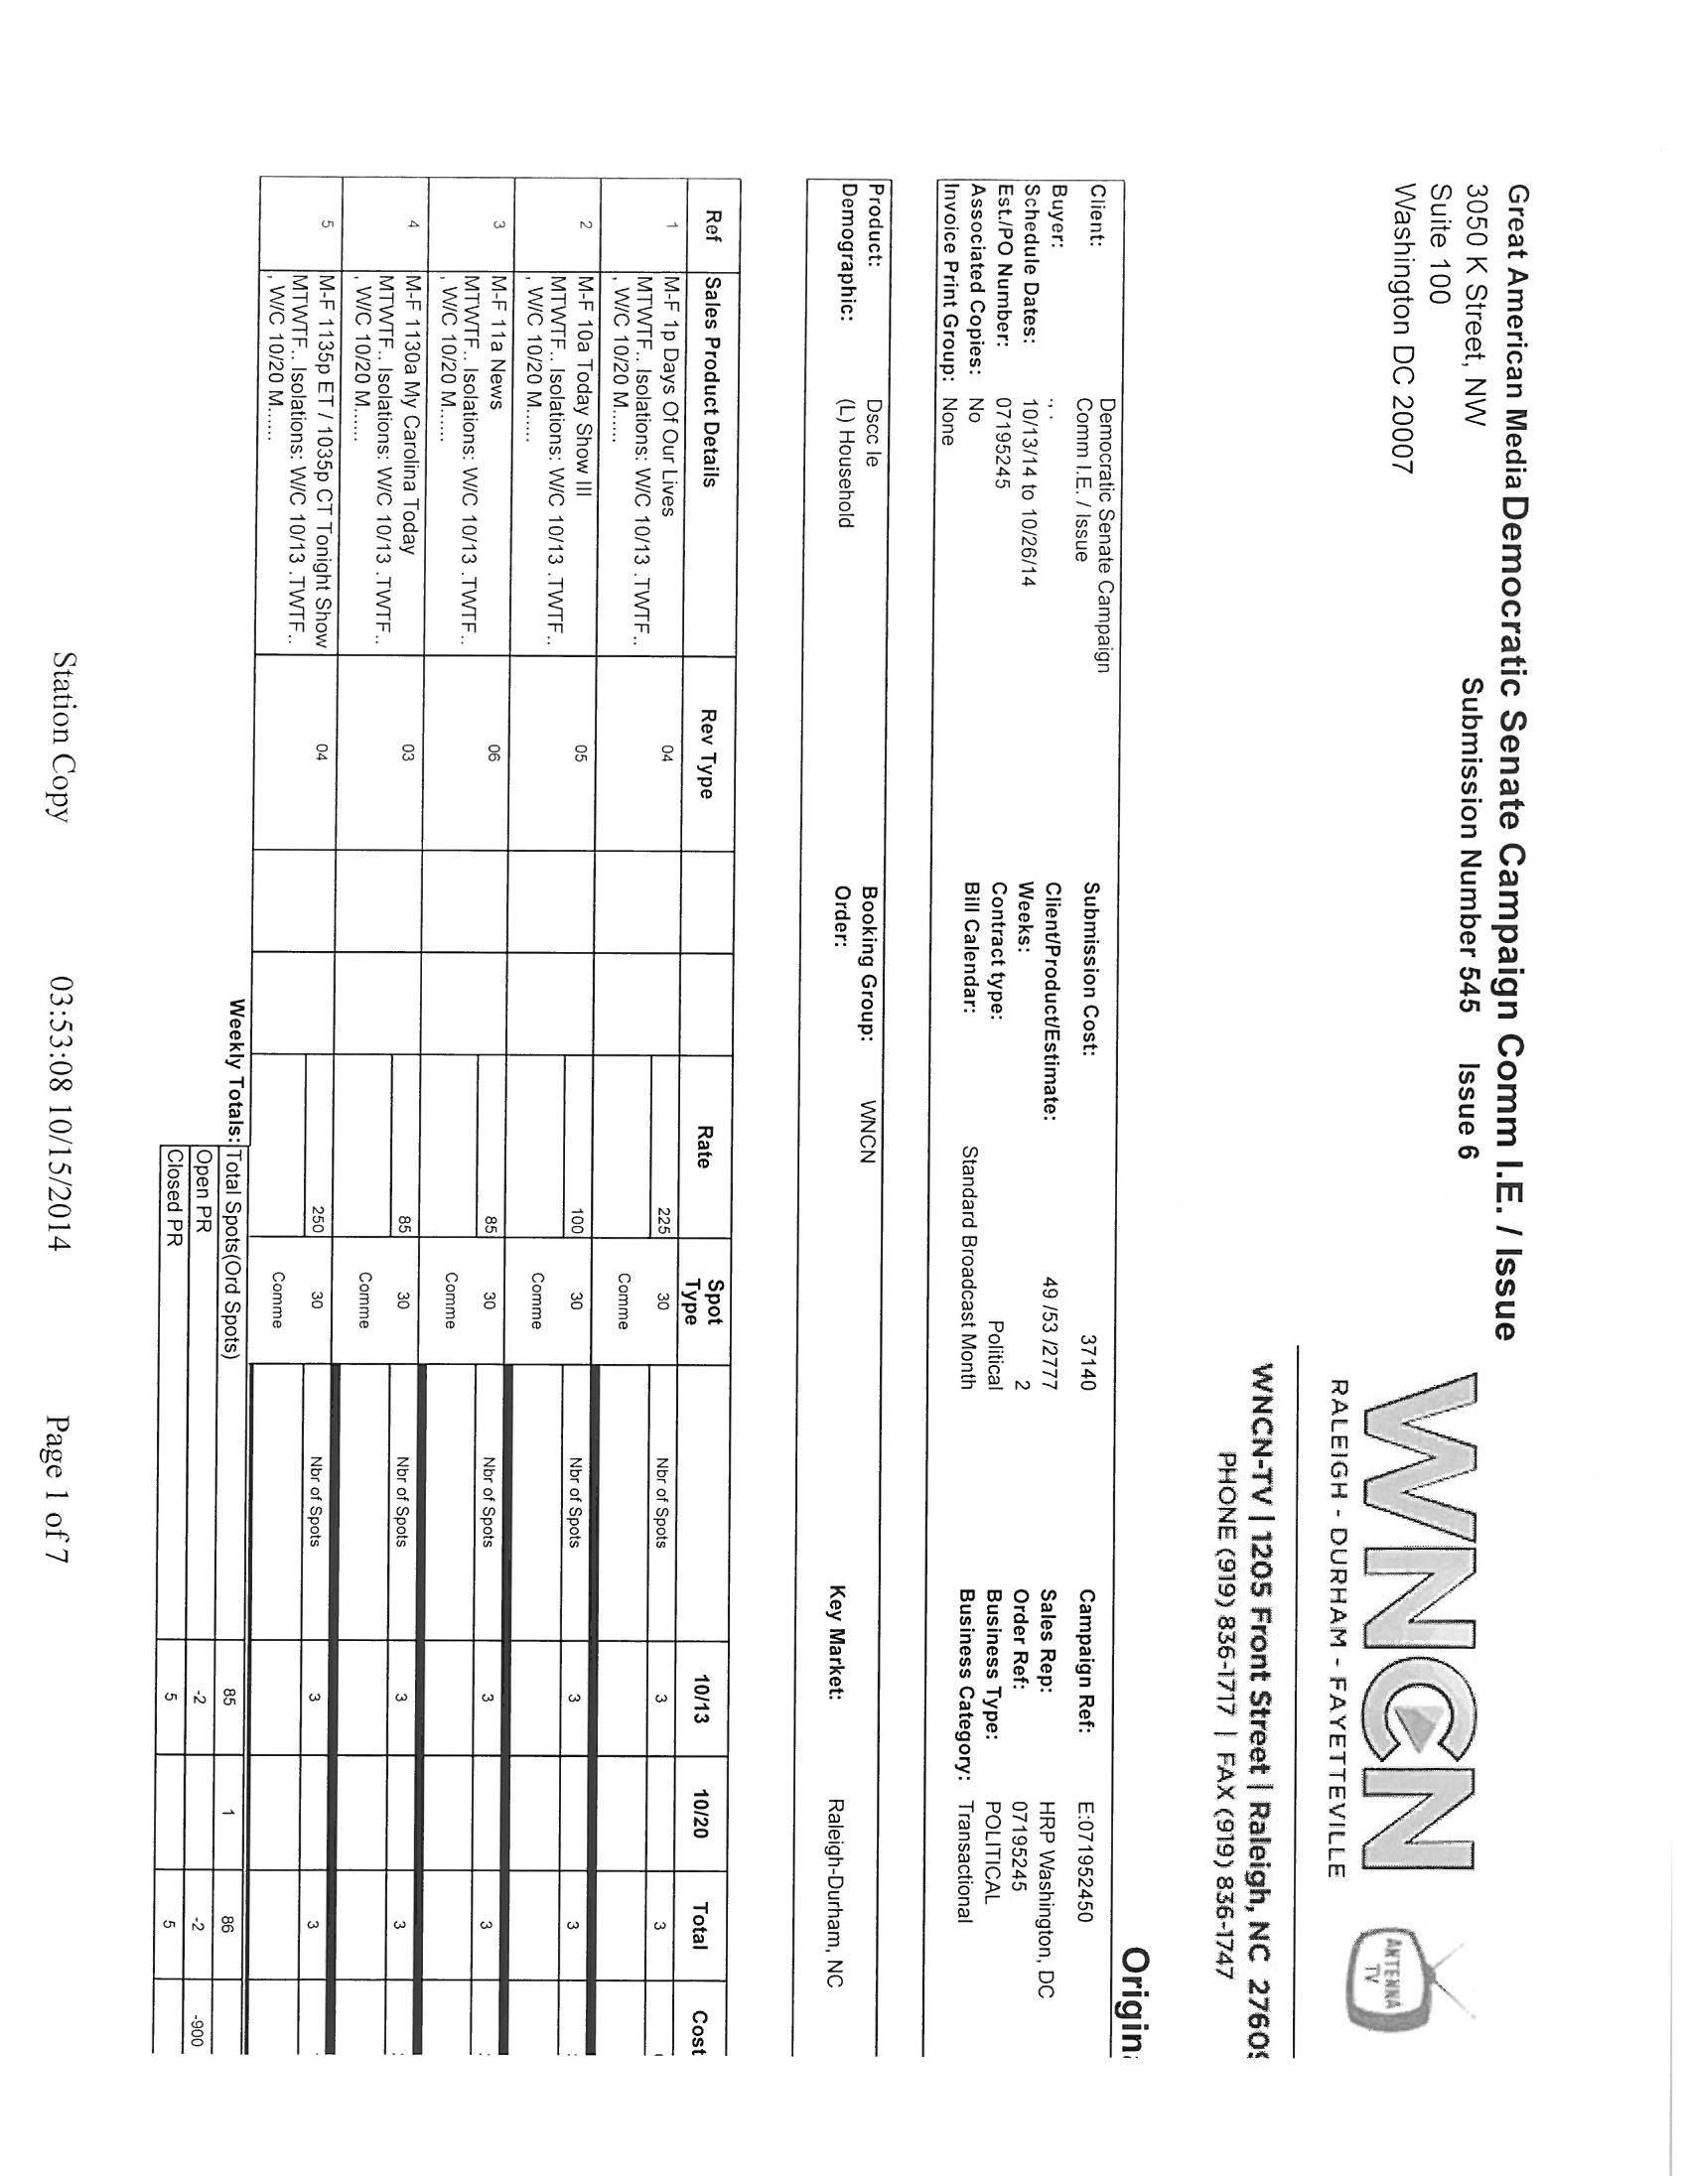 Great American Media Democratic Senate Campaign Comm I.E. / Issue
3050 K Street, NW
Suite 100
Washington DC 20007
Submission Number 545 Issue 6
WNCN
RALEIGH - DURHAM - FAYETTEVILLE
ANTENNA
TV
WNCN-TV | 1205 Front Street | Raleigh, NC 2760
PHONE (919) 836-1717 | FAX (919) 836-1747
Origin
Client: Democratic Senate Campaign
Comm I.E. / Issue
Buyer: , ,
Schedule Dates: 10/13/14 to 10/26/14
Est./PO Number: 07195245
Associated Copies: No
Invoice Print Group: None
Submission Cost: 37140
Client/Product/Estimate: 49 /53 /2777
Weeks: 2
Contract type: Political
Bill Calendar: Standard Broadcast Month
Campaign Ref: E:071952450
Sales Rep: HRP Washington, DC
Order Ref: 07195245
Business Type: POLITICAL
Business Category: Transactional
Product: Dscc Ie
Demographic: (L) Household
Booking Group: WNCN
Order:
Key Market: Raleigh-Durham, NC
Ref Sales Product Details Rev Type Rate Spot Type 10/13 10/20 Total Cost
1 M-F 1p Days Of Our Lives 04 225 30 Nbr of Spots 3 3
MTWTF.. Isolations: W/C 10/13 .TWTF..
, W/C 10/20 M...... Comme
2 M-F 10a Today Show III 05 100 30 Nbr of Spots 3 3
MTWTF.. Isolations: W/C 10/13 .TWTF..
, W/C 10/20 M...... Comme
3 M-F 11a News 06 85 30 Nbr of Spots 3 3
MTWTF.. Isolations: W/C 10/13 .TWTF..
, W/C 10/20 M...... Comme
4 M-F 1130a My Carolina Today 03 85 30 Nbr of Spots 3 3
MTWTF.. Isolations: W/C 10/13 .TWTF..
, W/C 10/20 M...... Comme
5 M-F 1135p ET / 1035p CT Tonight Show 04 250 30 Nbr of Spots 3 3
MTWTF.. Isolations: W/C 10/13 .TWTF..
, W/C 10/20 M...... Comme
Weekly Totals: Total Spots(Ord Spots) 85 1 86
Open PR -2 -2 -900
Closed PR 5 5
Station Copy 03:53:08 10/15/2014 Page 1 of 7